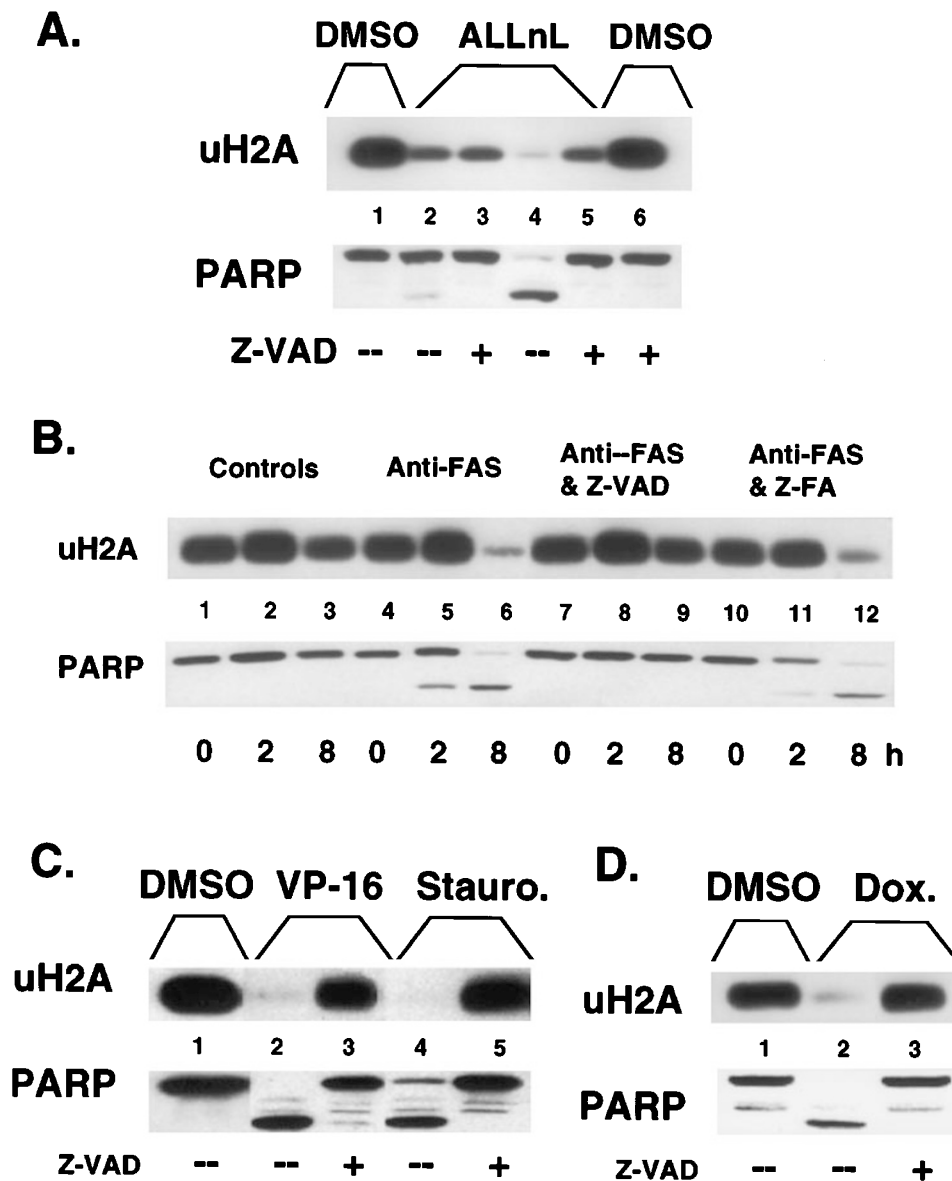 A.
DMSO ALLnL DMSO
uH2A
1 2 3 4 5 6
PARP
Z-VAD -- -- + -- + +
B.
Controls Anti-FAS Anti--FAS & Z-VAD Anti-FAS & Z-FA
uH2A
1 2 3 4 5 6 7 8 9 10 11 12
PARP
0 2 8 0 2 8 0 2 8 0 2 8 h
C.
DMSO VP-16 Stauro.
uH2A
1 2 3 4 5
PARP
Z-VAD -- -- + -- +
D.
DMSO Dox.
uH2A
1 2 3
PARP
Z-VAD -- -- +